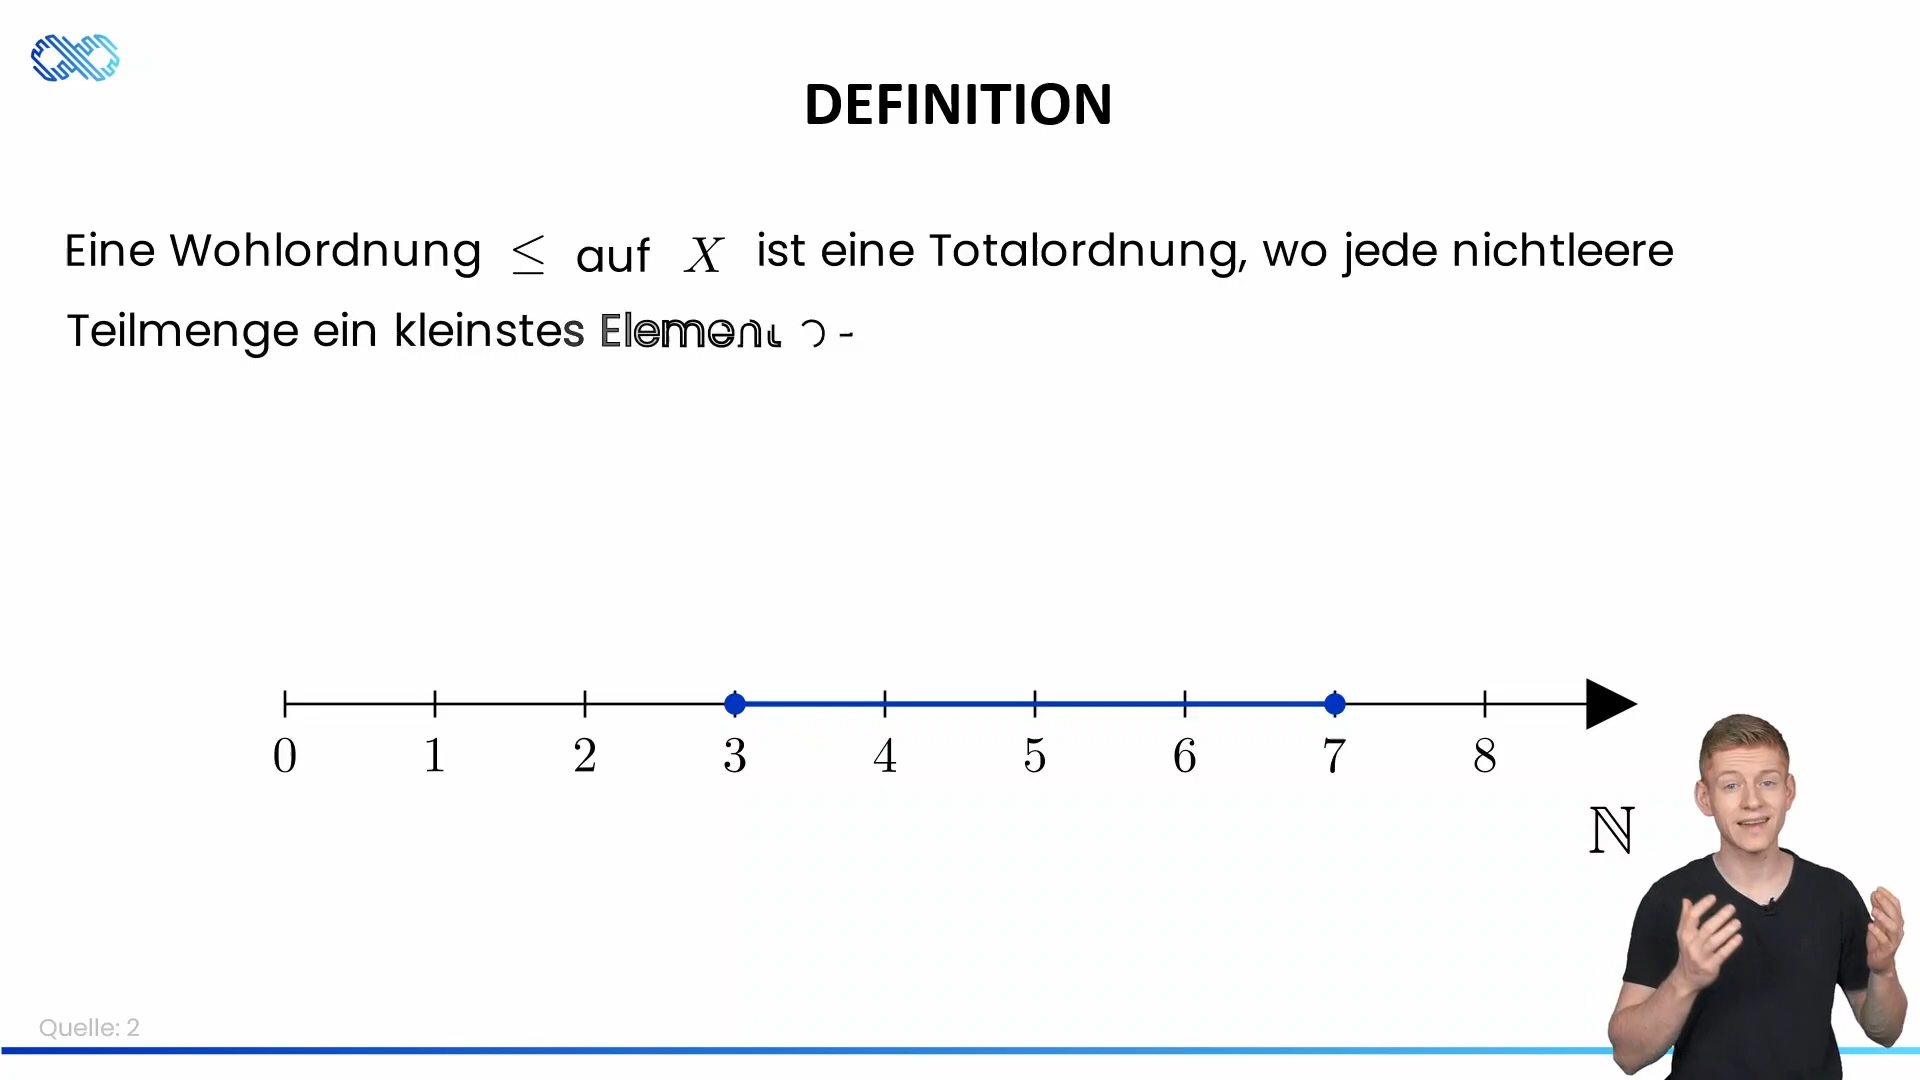 DEFINITION
Eine Wohlordnung ≤ auf X ist eine Totalordnung, wo jede nichtleere
Teilmenge ein kleinstes Element
0 1 2 3 4 5 6 7 8
ℕ
Quelle: 2